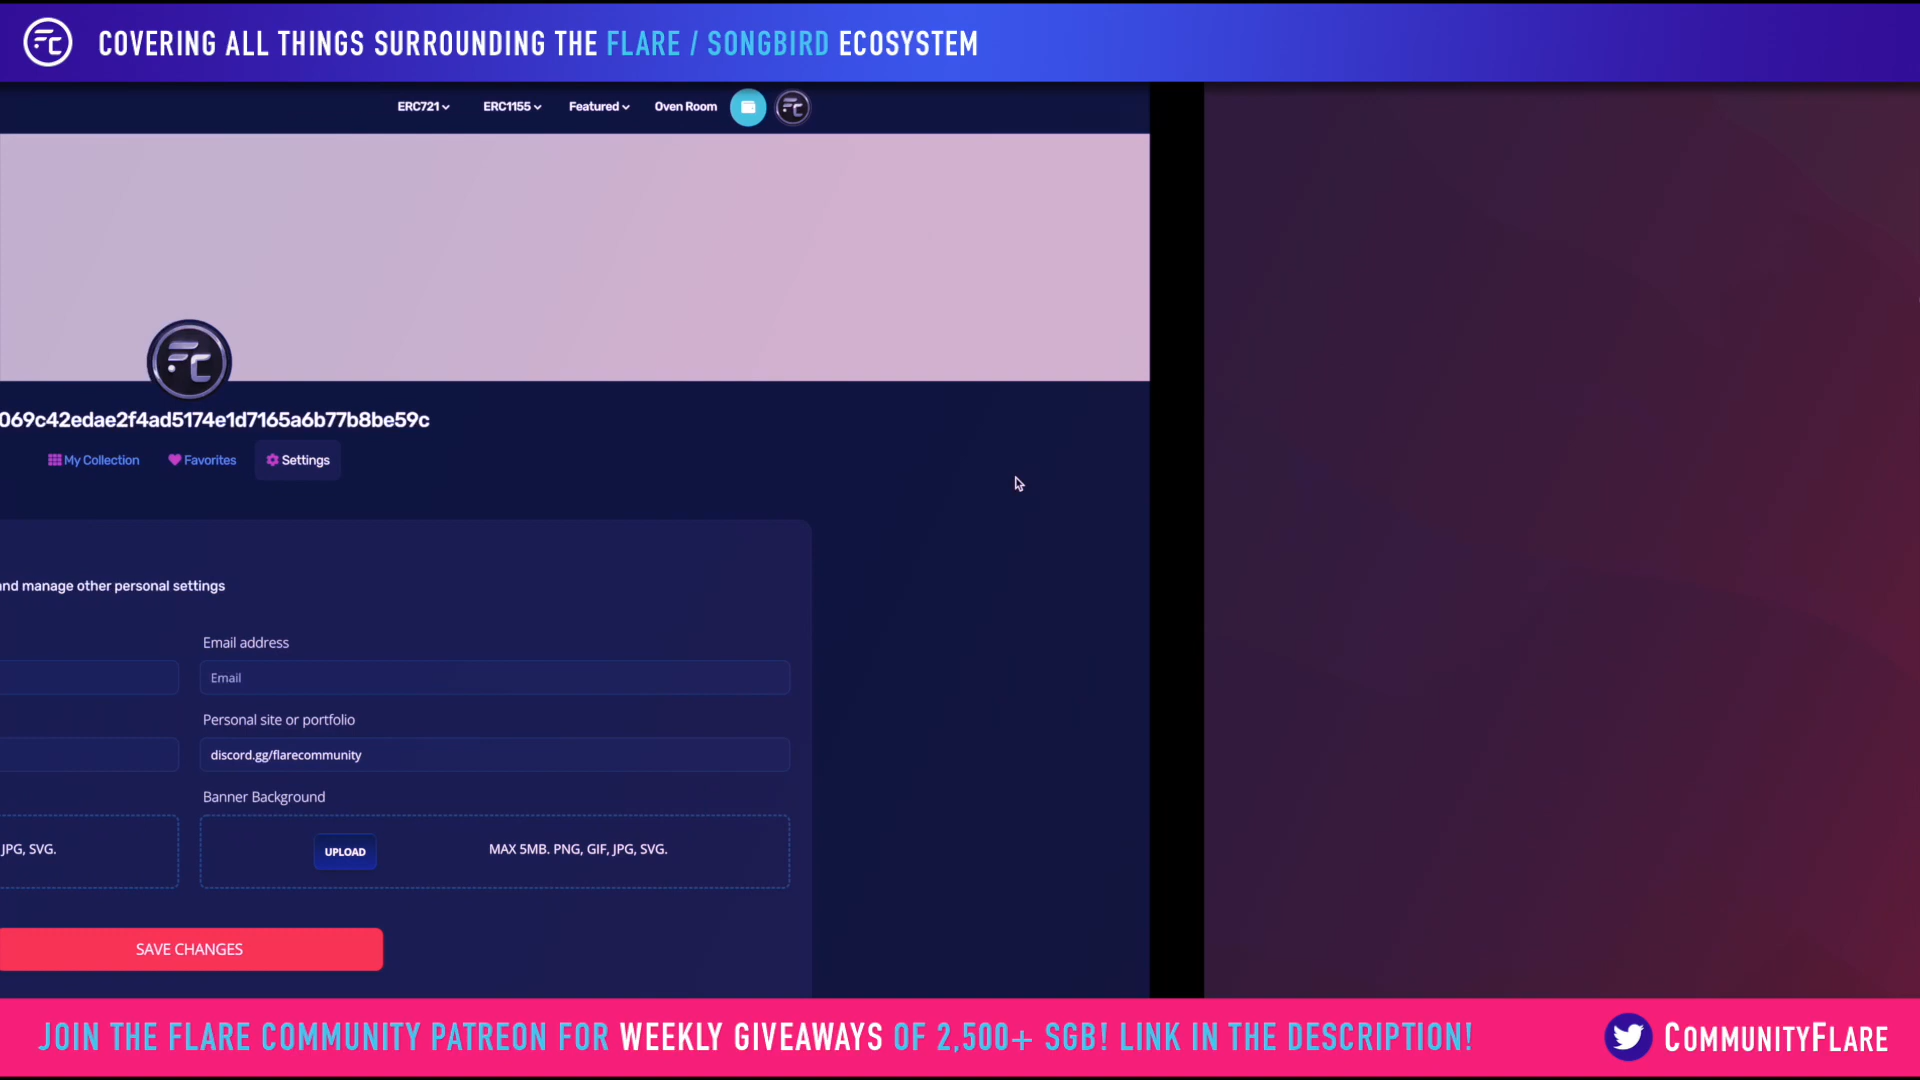 COVERING ALL THINGS SURROUNDING THE FLARE / SONGBIRD ECOSYSTEM
ERC721 ERC1155 Featured Oven Room
069c42edae2f4ad5174e1d7165a6b77b8be59c
My Collection Favorites Settings
and manage other personal settings
Email address
Email
Personal site or portfolio
discord.gg/flarecommunity
Banner Background
JPG, SVG.
UPLOAD MAX 5MB. PNG, GIF, JPG, SVG.
SAVE CHANGES
JOIN THE FLARE COMMUNITY PATREON FOR WEEKLY GIVEAWAYS OF 2,500+ SGB! LINK IN THE DESCRIPTION!
COMMUNITYFLARE